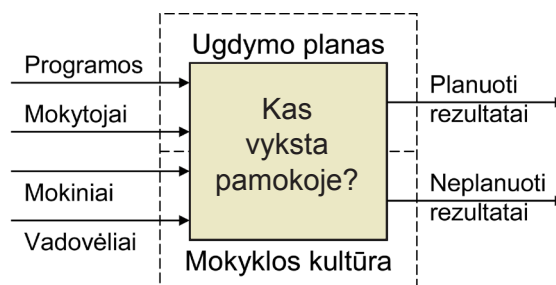 Ugdymo planas
Programos
Mokytojai
Mokiniai
Vadovėliai
Kas
vyksta
pamokoje?
Planuoti
rezultatai
Neplanuoti
rezultatai
Mokyklos kultūra